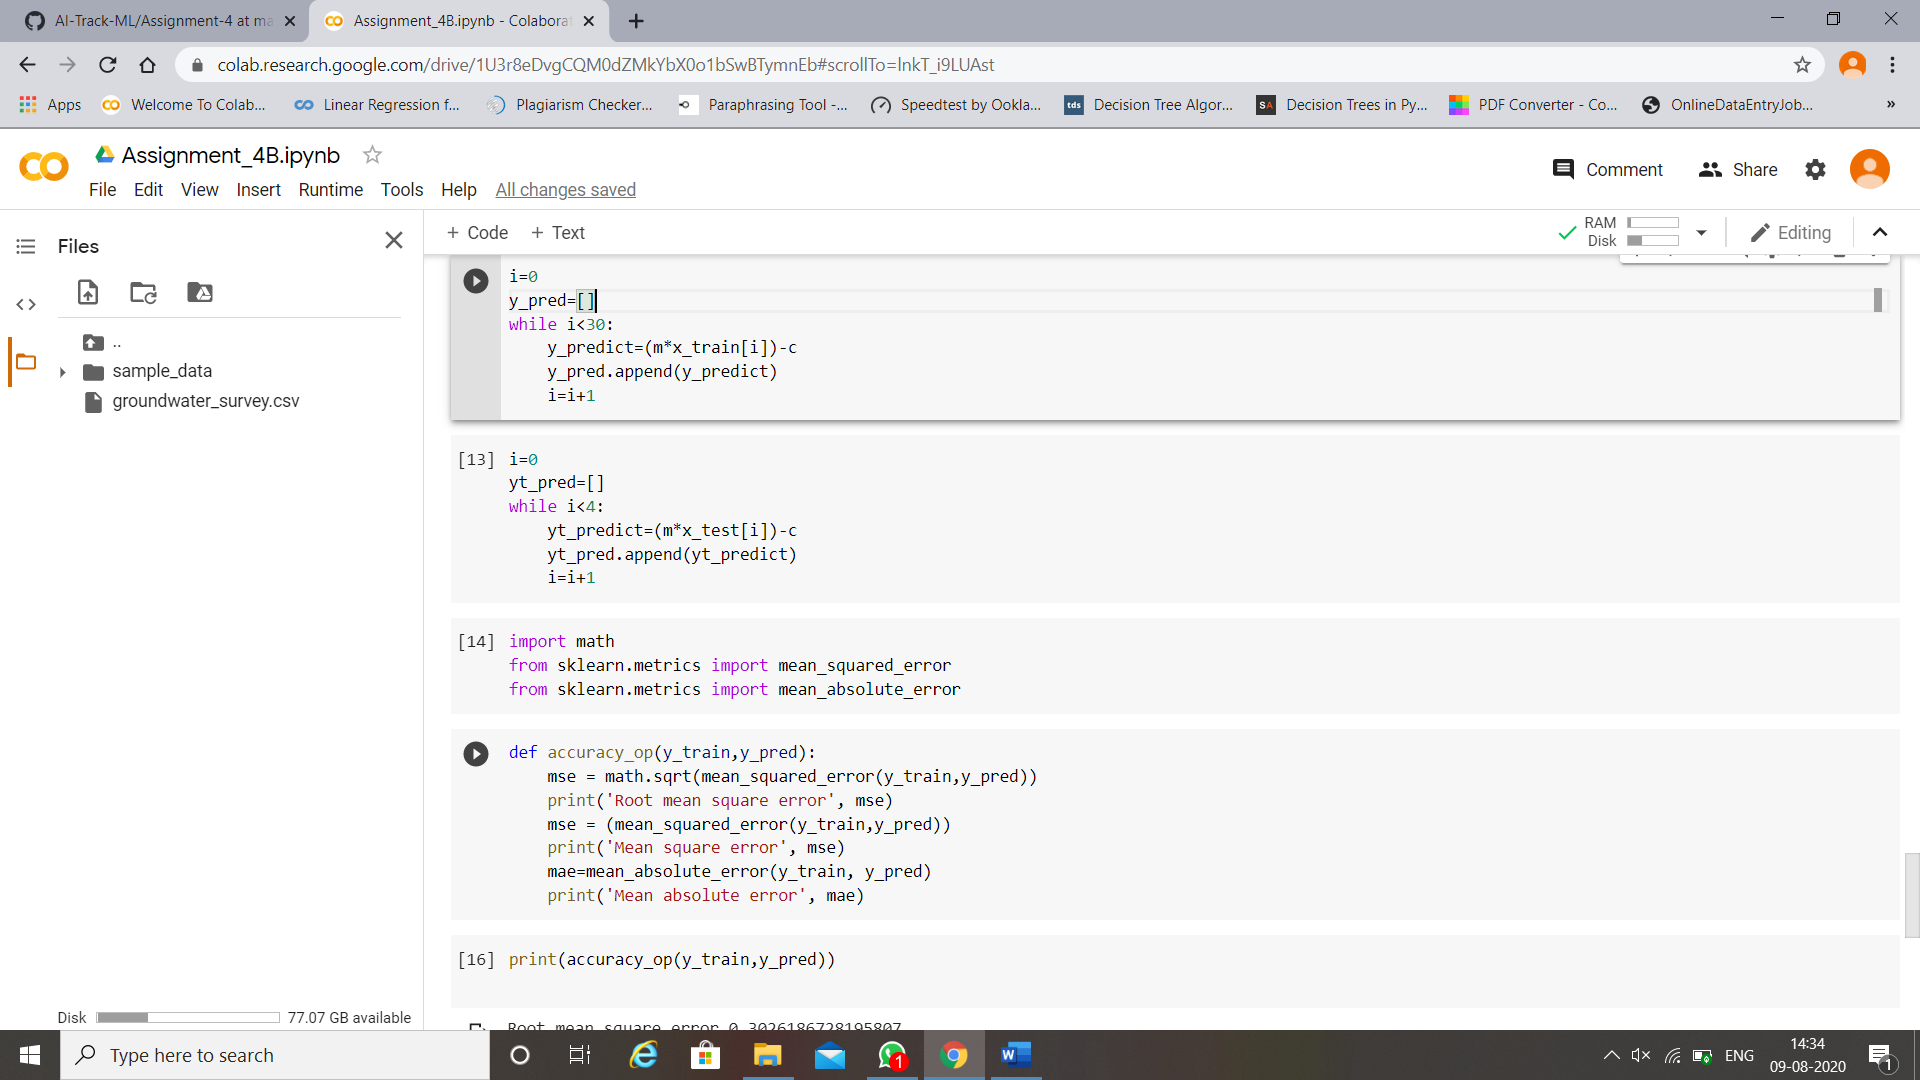 AI-Track-ML/Assignment-4 at ma
Assignment_4B.ipynb - Colaborat
colab.research.google.com/drive/1U3r8eDvgCQM0dZMkYbX0o1bSwBTymnEb#scrollTo=lnkT_i9LUAst
Apps
Welcome To Colab...
Linear Regression f...
Plagiarism Checker...
Paraphrasing Tool -...
Speedtest by Ookla...
tds
Decision Tree Algor...
SA
Decision Trees in Py...
PDF Converter - Co...
OnlineDataEntryJob...
»
Assignment_4B.ipynb
File Edit View Insert Runtime Tools Help All changes saved
Comment
Share
Files
+ Code + Text
RAM
Disk
Editing
..
sample_data
groundwater_survey.csv
i=0
y_pred=[]
while i<30:
    y_predict=(m*x_train[i])-c
    y_pred.append(y_predict)
    i=i+1
[13] i=0
yt_pred=[]
while i<4:
    yt_predict=(m*x_test[i])-c
    yt_pred.append(yt_predict)
    i=i+1
[14] import math
from sklearn.metrics import mean_squared_error
from sklearn.metrics import mean_absolute_error
def accuracy_op(y_train,y_pred):
    mse = math.sqrt(mean_squared_error(y_train,y_pred))
    print('Root mean square error', mse)
    mse = (mean_squared_error(y_train,y_pred))
    print('Mean square error', mse)
    mae=mean_absolute_error(y_train, y_pred)
    print('Mean absolute error', mae)
[16] print(accuracy_op(y_train,y_pred))
Root mean square error 0.3026186728195807
Disk 77.07 GB available
Type here to search
1
W
ENG
14:34
09-08-2020
1